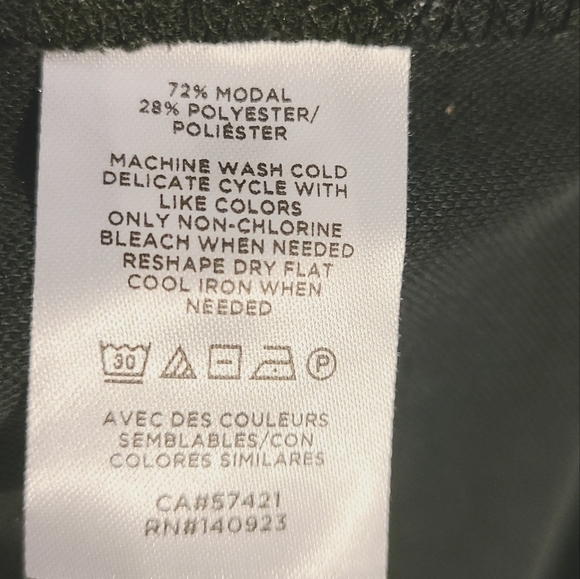 72% MODAL
28% POLYESTER/
POLIÉSTER
MACHINE WASH COLD
DELICATE CYCLE WITH
LIKE COLORS
ONLY NON-CHLORINE
BLEACH WHEN NEEDED
RESHAPE DRY FLAT
COOL IRON WHEN
NEEDED
30 P
AVEC DES COULEURS
SEMBLABLES/CON
COLORES SIMILARES
CA#57421
RN#140923